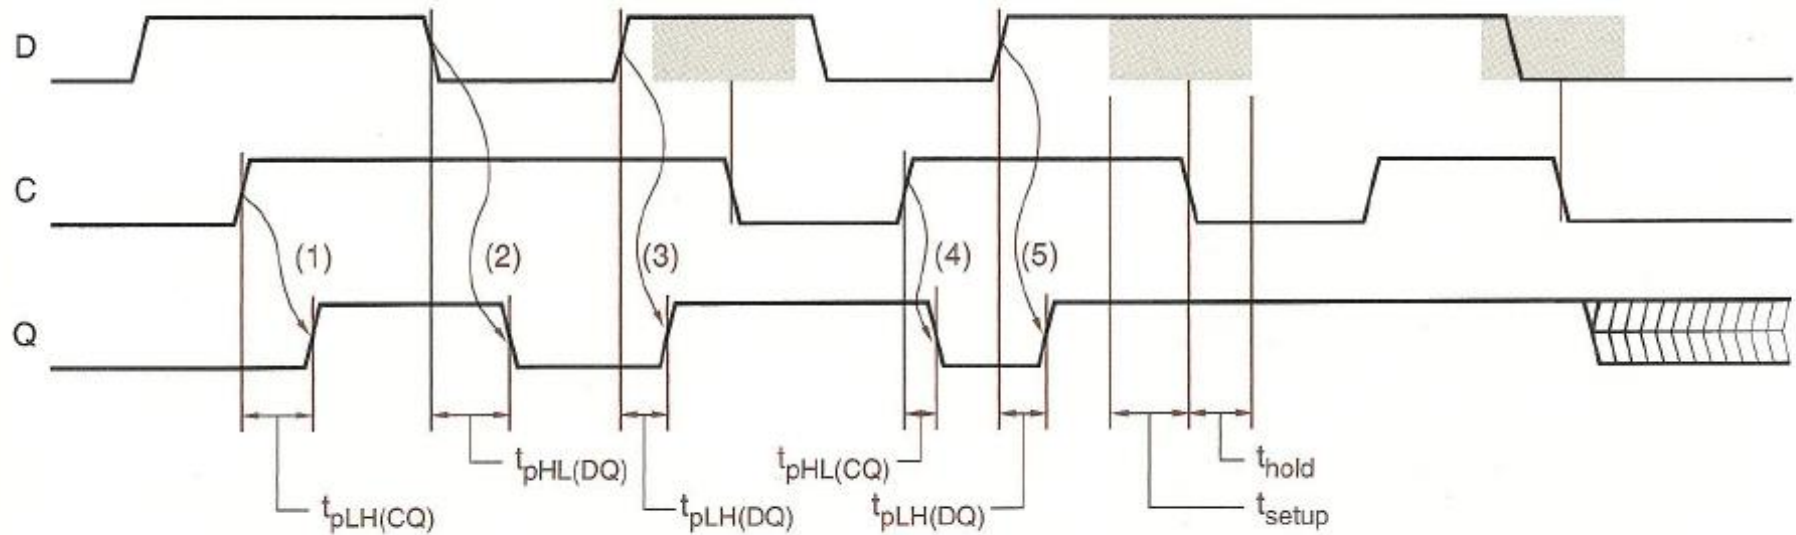 D
C
(1) (2) (3) (4) (5)
Q
tpHL(DQ) tpHL(CQ) thold
tpLH(CQ) tpLH(DQ) tpLH(DQ) tsetup